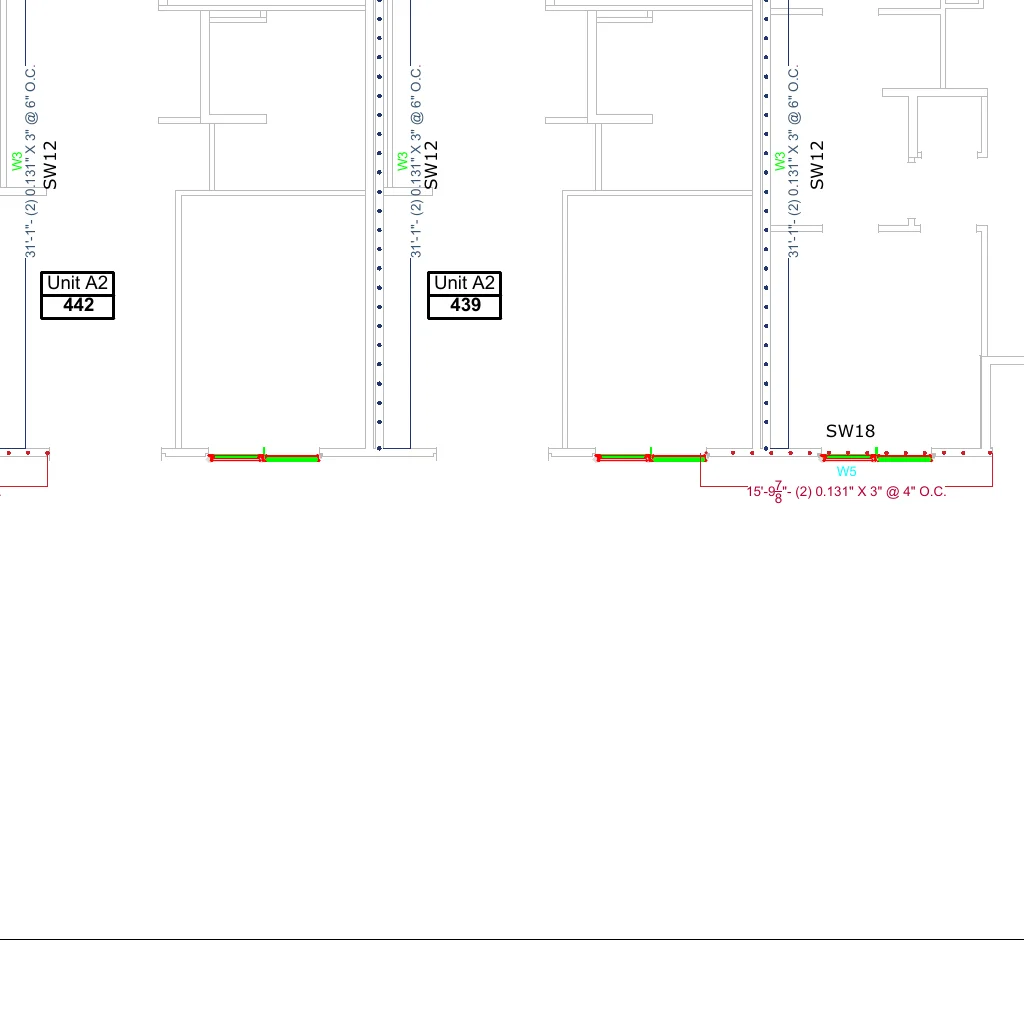 W3
31'-1"- (2) 0.131" X 3" @ 6" O.C.
SW12
W3
31'-1"- (2) 0.131" X 3" @ 6" O.C.
SW12
W3
31'-1"- (2) 0.131" X 3" @ 6" O.C.
SW12
Unit A2
442
Unit A2
439
SW18
W5
15'-9 7/8"- (2) 0.131" X 3" @ 4" O.C.